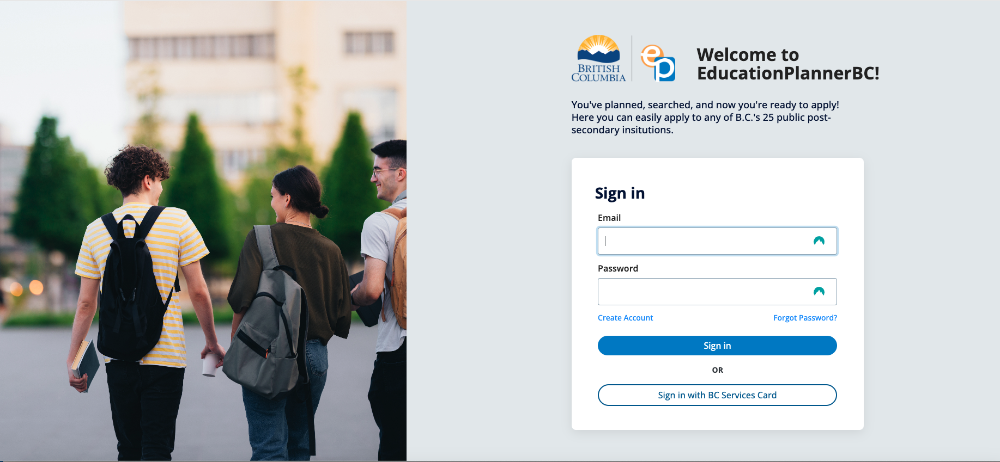 BRITISH
COLUMBIA
ep
Welcome to
EducationPlannerBC!
You've planned, searched, and now you're ready to apply!
Here you can easily apply to any of B.C.'s 25 public post-
secondary insitutions.
Sign in
Email
Password
Create Account
Forgot Password?
Sign in
OR
Sign in with BC Services Card